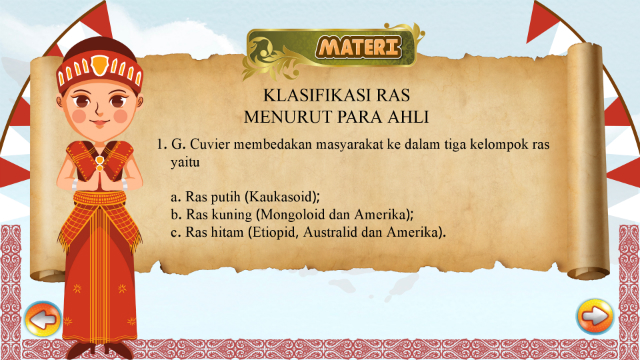 MATERI
KLASIFIKASI RAS
MENURUT PARA AHLI
1. G. Cuvier membedakan masyarakat ke dalam tiga kelompok ras
yaitu
a. Ras putih (Kaukasoid);
b. Ras kuning (Mongoloid dan Amerika);
c. Ras hitam (Etiopid, Australid dan Amerika).